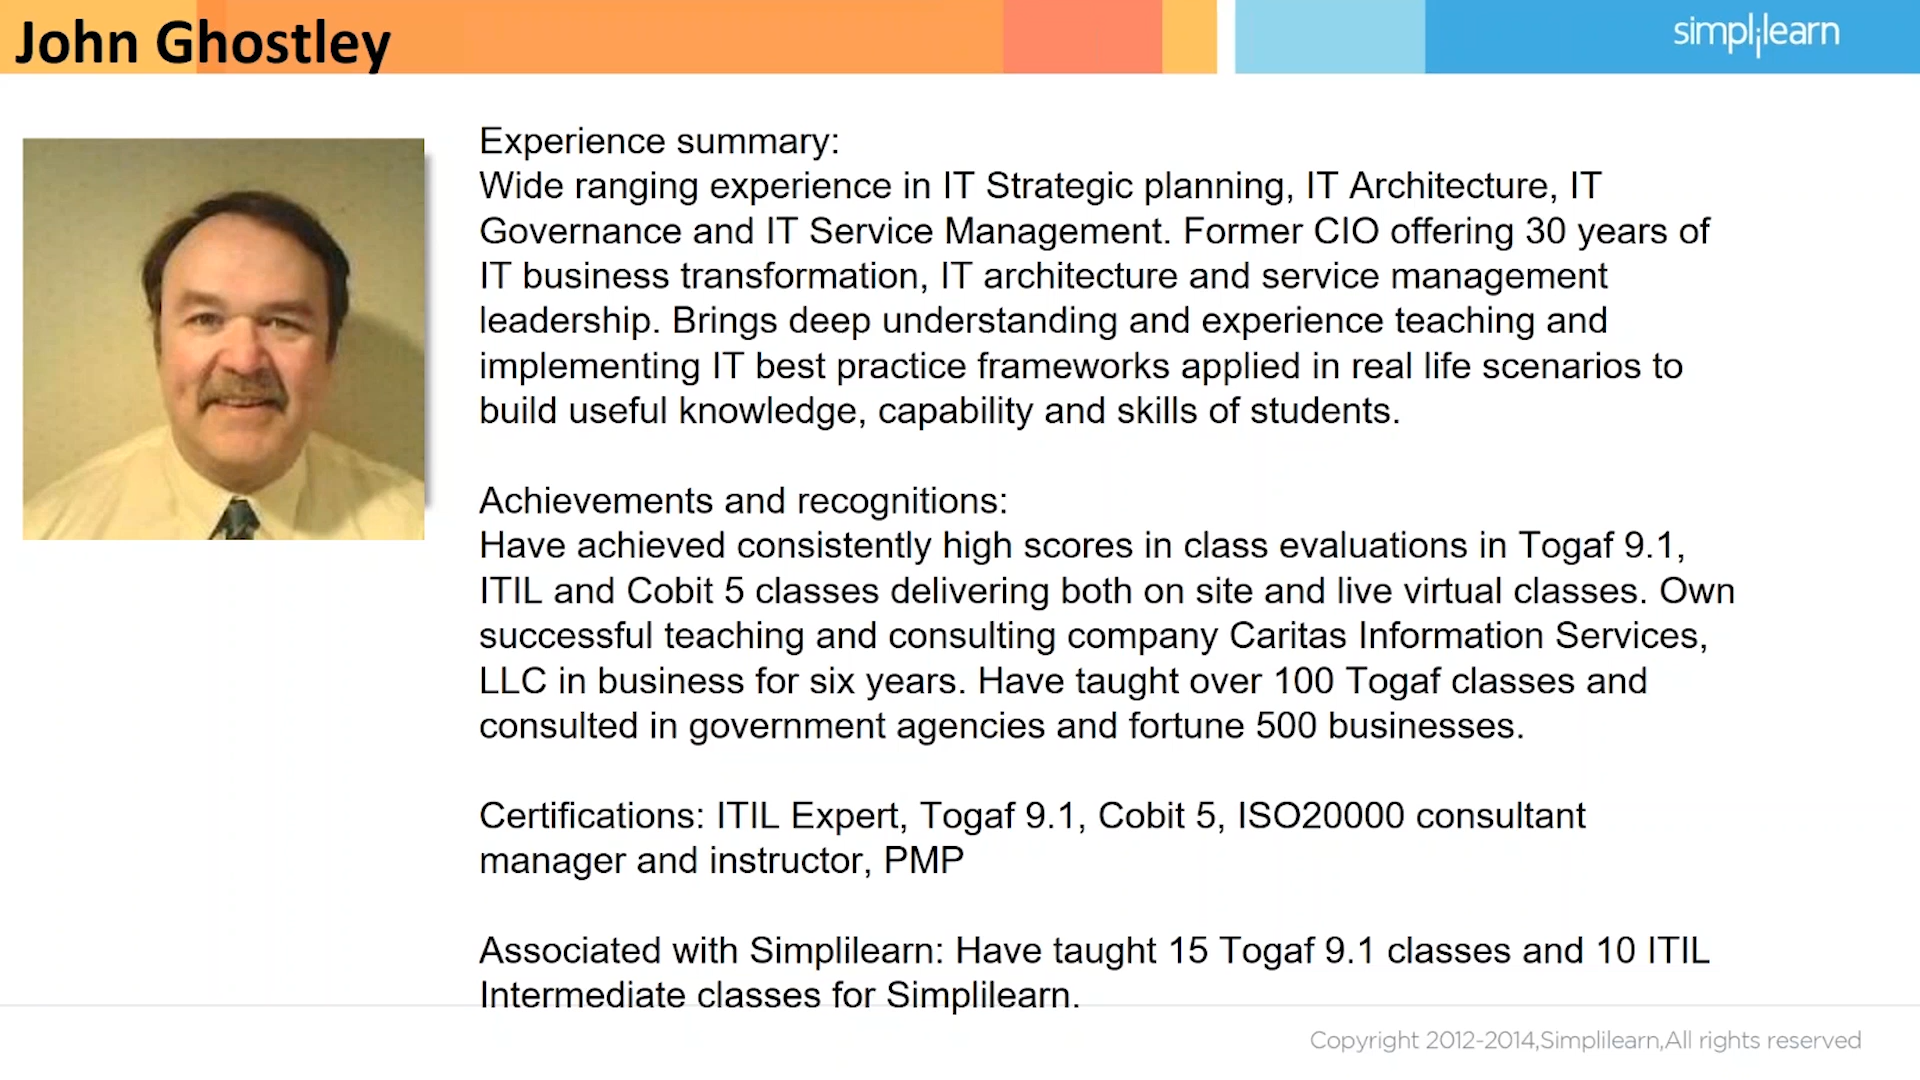 John Ghostley
simplilearn
Experience summary:
Wide ranging experience in IT Strategic planning, IT Architecture, IT
Governance and IT Service Management. Former CIO offering 30 years of
IT business transformation, IT architecture and service management
leadership. Brings deep understanding and experience teaching and
implementing IT best practice frameworks applied in real life scenarios to
build useful knowledge, capability and skills of students.
Achievements and recognitions:
Have achieved consistently high scores in class evaluations in Togaf 9.1,
ITIL and Cobit 5 classes delivering both on site and live virtual classes. Own
successful teaching and consulting company Caritas Information Services,
LLC in business for six years. Have taught over 100 Togaf classes and
consulted in government agencies and fortune 500 businesses.
Certifications: ITIL Expert, Togaf 9.1, Cobit 5, ISO20000 consultant
manager and instructor, PMP
Associated with Simplilearn: Have taught 15 Togaf 9.1 classes and 10 ITIL
Intermediate classes for Simplilearn.
Copyright 2012-2014,Simplilearn,All rights reserved